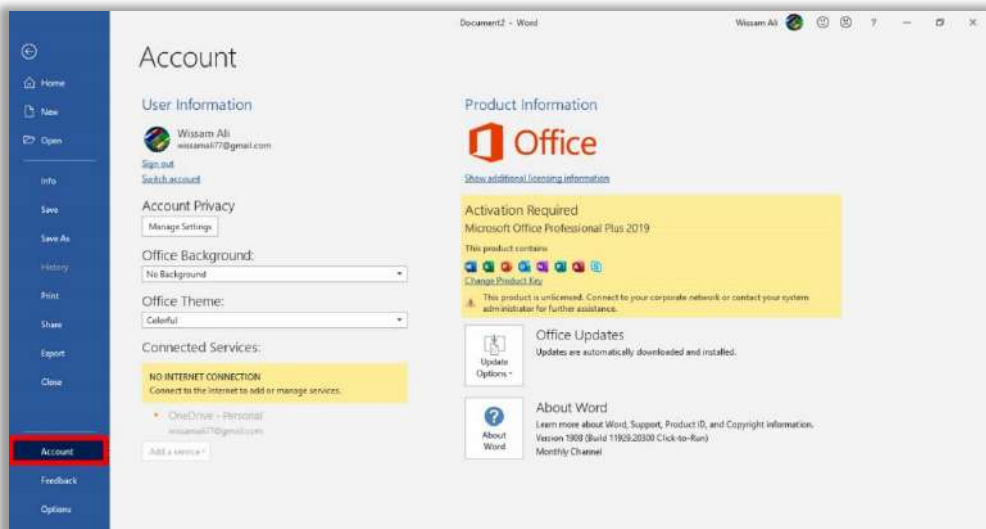 Document2 - Word
Wissam Ali
?
Account
Home
New
Open
Info
Save
Save As
History
Print
Share
Export
Close
Account
Feedback
Options
User Information
Wissam Ali
wissamali77@gmail.com
Sign out
Switch account
Account Privacy
Manage Settings
Office Background:
No Background
Office Theme:
Colorful
Connected Services:
NO INTERNET CONNECTION
Connect to the Internet to add or manage services.
OneDrive - Personal
wissamali77@gmail.com
Add a service
Product Information
Office
Show additional licensing information
Activation Required
Microsoft Office Professional Plus 2019
This product contains
Change Product Key
This product is unlicensed. Connect to your corporate network or contact your system
administrator for further assistance.
Update
Options
Office Updates
Updates are automatically downloaded and installed.
About
Word
About Word
Learn more about Word, Support, Product ID, and Copyright information.
Version 1908 (Build 11929.20300 Click-to-Run)
Monthly Channel